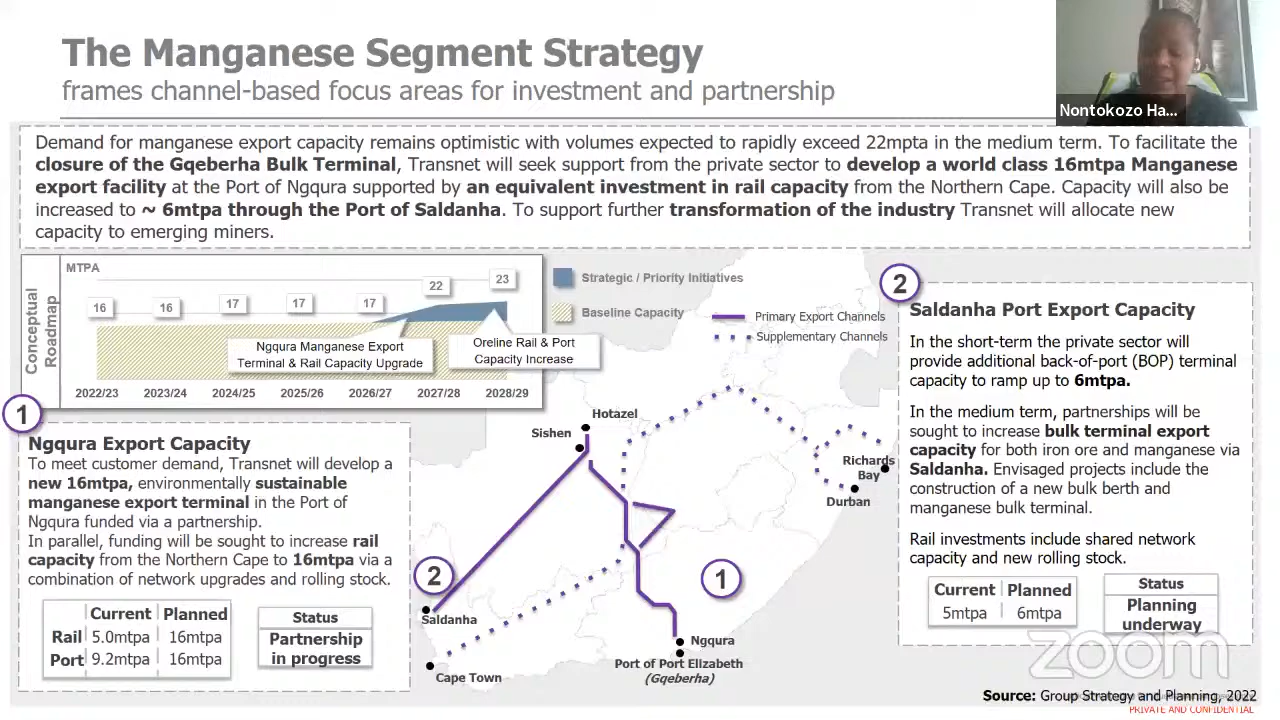 The Manganese Segment Strategy
frames channel-based focus areas for investment and partnership
Nontokozo Ha...
Demand for manganese export capacity remains optimistic with volumes expected to rapidly exceed 22mpta in the medium term. To facilitate the
closure of the Gqeberha Bulk Terminal, Transnet will seek support from the private sector to develop a world class 16mtpa Manganese
export facility at the Port of Ngqura supported by an equivalent investment in rail capacity from the Northern Cape. Capacity will also be
increased to ~ 6mtpa through the Port of Saldanha. To support further transformation of the industry Transnet will allocate new
capacity to emerging miners.
Conceptual
Roadmap
MTPA
16 16 17 17 17 22 23
Ngqura Manganese Export
Terminal & Rail Capacity Upgrade
Oreline Rail & Port
Capacity Increase
2022/23 2023/24 2024/25 2025/26 2026/27 2027/28 2028/29
Strategic / Priority Initiatives
Baseline Capacity
Primary Export Channels
Supplementary Channels
1
Ngqura Export Capacity
To meet customer demand, Transnet will develop a
new 16mtpa, environmentally sustainable
manganese export terminal in the Port of
Ngqura funded via a partnership.
In parallel, funding will be sought to increase rail
capacity from the Northern Cape to 16mtpa via a
combination of network upgrades and rolling stock.
Current Planned
Rail 5.0mtpa 16mtpa
Port 9.2mtpa 16mtpa
Status
Partnership
in progress
Hotazel
Sishen
Richards
Bay
Durban
2
1
Saldanha
Ngqura
Port of Port Elizabeth
(Gqeberha)
Cape Town
2
Saldanha Port Export Capacity
In the short-term the private sector will
provide additional back-of-port (BOP) terminal
capacity to ramp up to 6mtpa.
In the medium term, partnerships will be
sought to increase bulk terminal export
capacity for both iron ore and manganese via
Saldanha. Envisaged projects include the
construction of a new bulk berth and
manganese bulk terminal.
Rail investments include shared network
capacity and new rolling stock.
Current Planned
5mtpa 6mtpa
Status
Planning
underway
zoom
Source: Group Strategy and Planning, 2022
PRIVATE AND CONFIDENTIAL